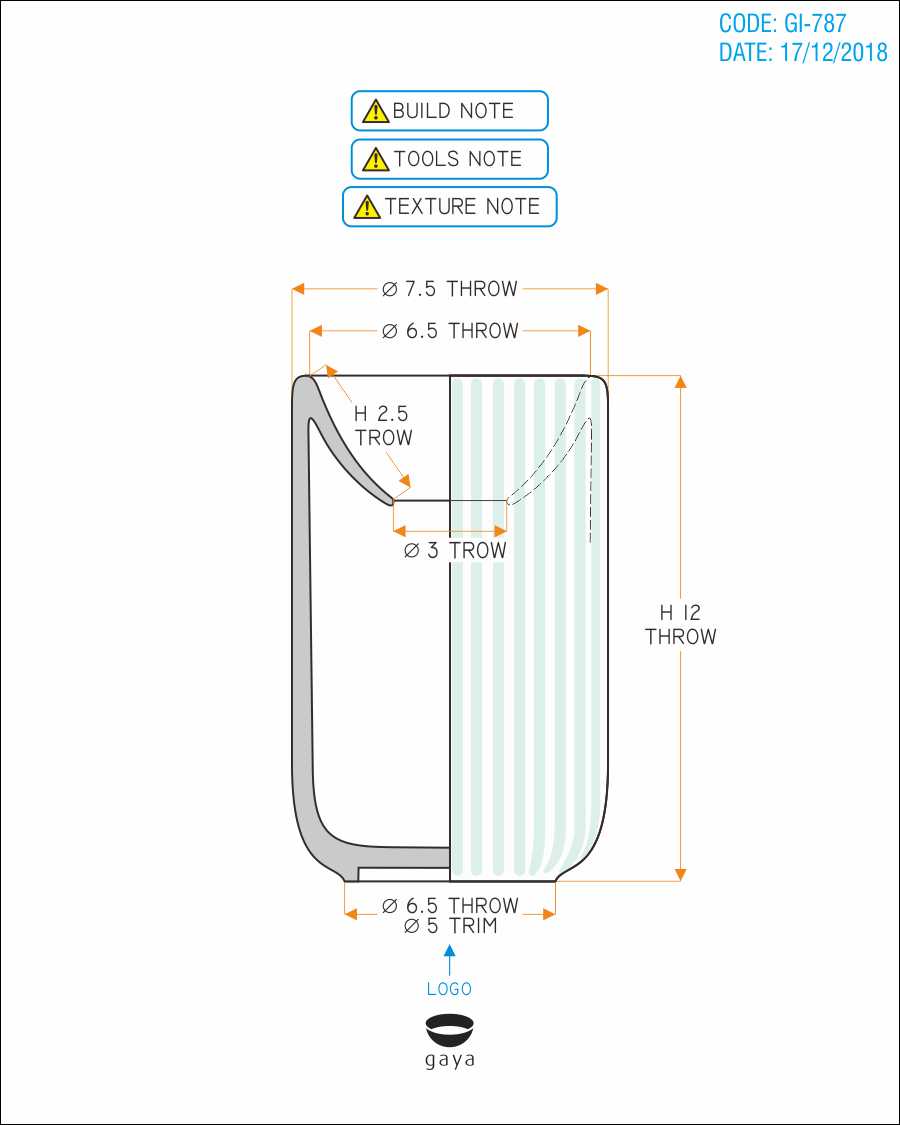 CODE: GI-787
DATE: 17/12/2018
BUILD NOTE
TOOLS NOTE
TEXTURE NOTE
⌀ 7.5 THROW
⌀ 6.5 THROW
H 2.5
TROW
⌀ 3 TROW
H 12
THROW
⌀ 6.5 THROW
⌀ 5 TRIM
LOGO
gaya